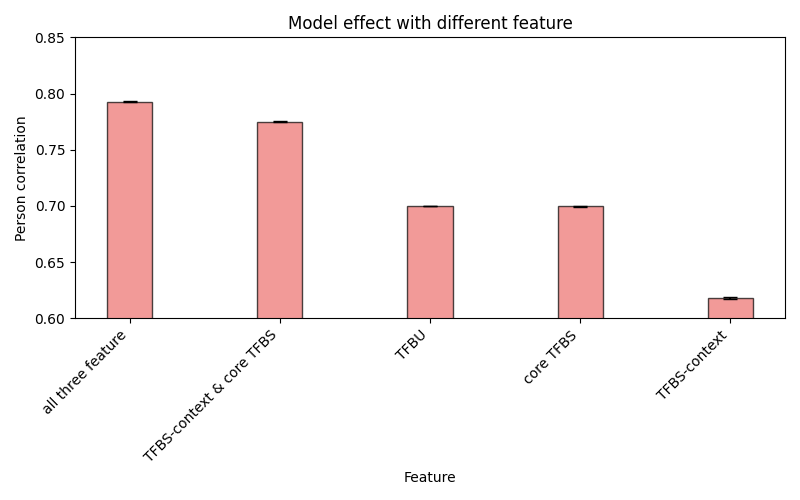 Model effect with different feature
0.85
0.80
0.75
0.70
0.65
0.60
Person correlation
all three feature
TFBS-context & core TFBS
TFBU
core TFBS
TFBS-context
Feature